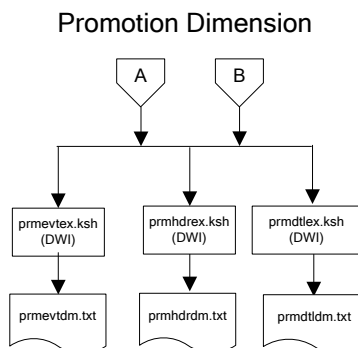 Promotion Dimension
A
B
prmevtex.ksh
(DWI)
prmhdrex.ksh
(DWI)
prmdtlex.ksh
(DWI)
prmevtdm.txt
prmhdrdm.txt
prmdtldm.txt